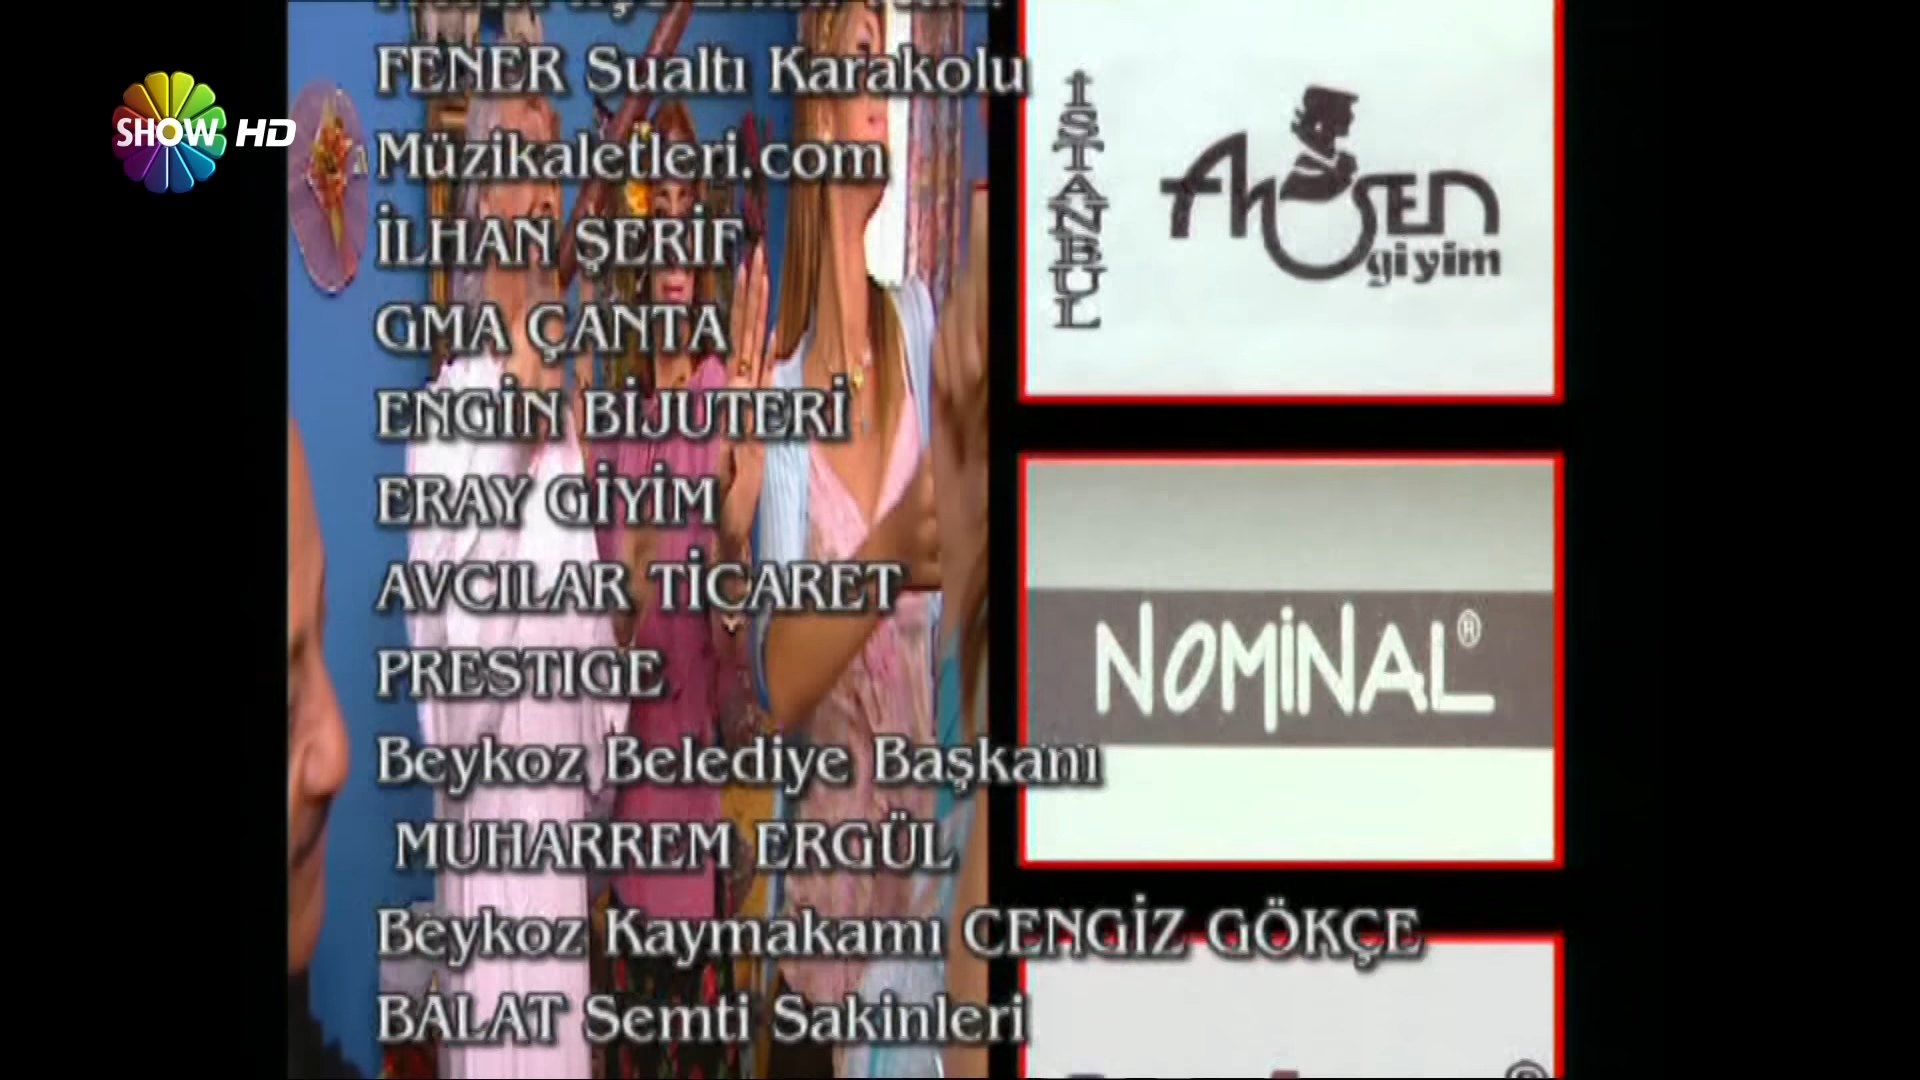 FENER Sualtı Karakolu
Müzikaletleri.com
İLHAN ŞERİF
GMA ÇANTA
ENGİN BİJUTERİ
ERAY GİYİM
AVCILAR TİCARET
PRESTIGE
Beykoz Belediye Başkanı
MUHARREM ERGÜL
Beykoz Kaymakamı CENGİZ GÖKÇE
BALAT Semti Sakinleri
SHOW HD
İSTANBUL
giyim
NOMİNAL®